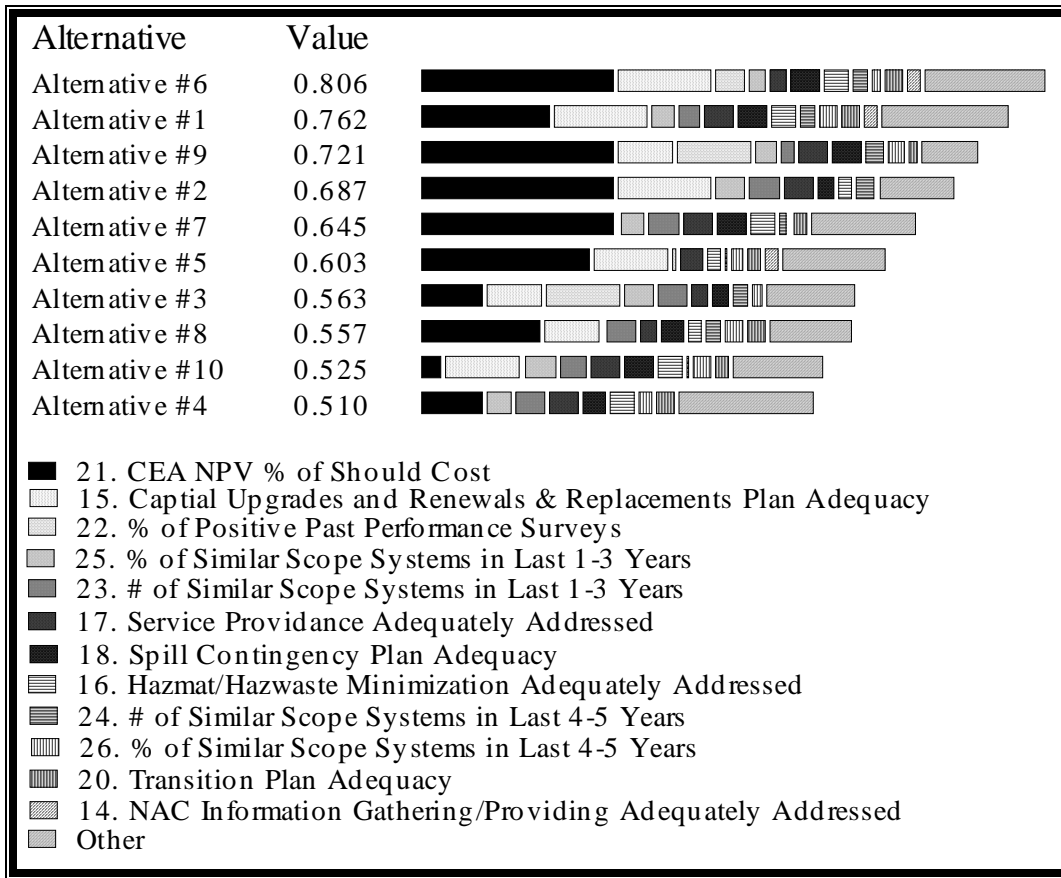 Alternative Value
Alternative #6 0.806
Alternative #1 0.762
Alternative #9 0.721
Alternative #2 0.687
Alternative #7 0.645
Alternative #5 0.603
Alternative #3 0.563
Alternative #8 0.557
Alternative #10 0.525
Alternative #4 0.510
21. CEA NPV % of Should Cost
15. Captial Upgrades and Renewals & Replacements Plan Adequacy
22. % of Positive Past Performance Surveys
25. % of Similar Scope Systems in Last 1-3 Years
23. # of Similar Scope Systems in Last 1-3 Years
17. Service Providance Adequately Addressed
18. Spill Contingency Plan Adequacy
16. Hazmat/Hazwaste Minimization Adequately Addressed
24. # of Similar Scope Systems in Last 4-5 Years
26. % of Similar Scope Systems in Last 4-5 Years
20. Transition Plan Adequacy
14. NAC Information Gathering/Providing Adequately Addressed
Other